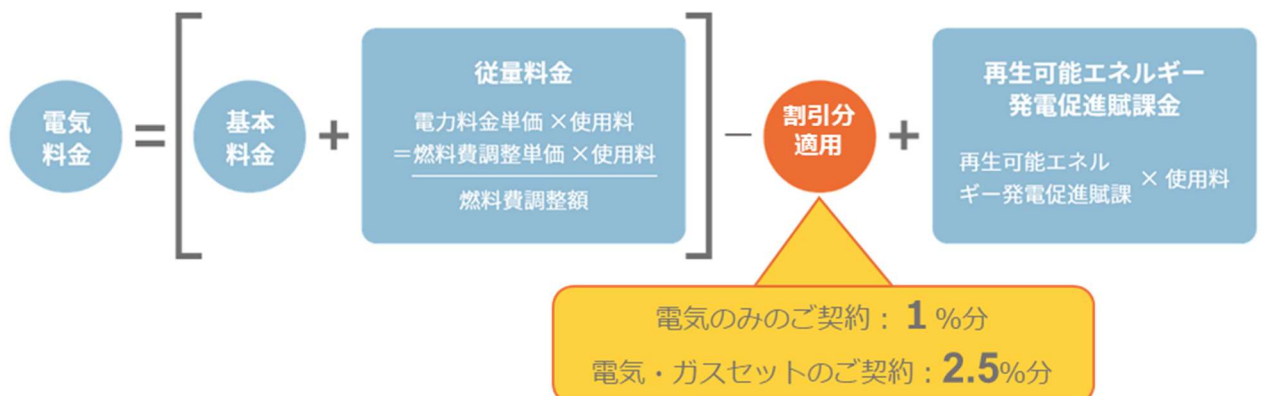 電気
料金
=
基本
料金
+
従量料金
電力料金単価×使用料
=燃料費調整単価×使用料
燃料費調整額
−
割引分
適用
+
再生可能エネルギー
発電促進賦課金
再生可能エネル
ギー発電促進賦課
×使用料
電気のみのご契約：1%分
電気・ガスセットのご契約：2.5%分